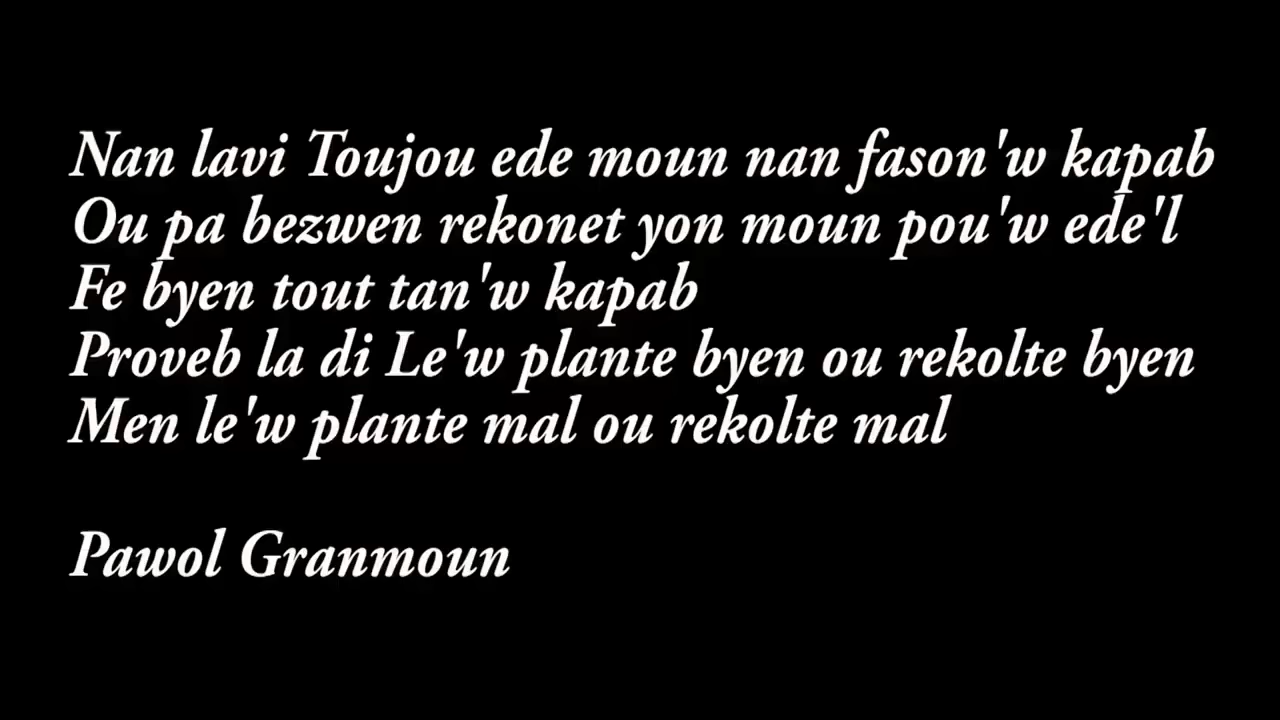 Nan lavi Toujou ede moun nan fason'w kapab
Ou pa bezwen rekonet yon moun pou'w ede'l
Fe byen tout tan'w kapab
Proveb la di Le'w plante byen ou rekolte byen
Men le'w plante mal ou rekolte mal
Pawol Granmoun